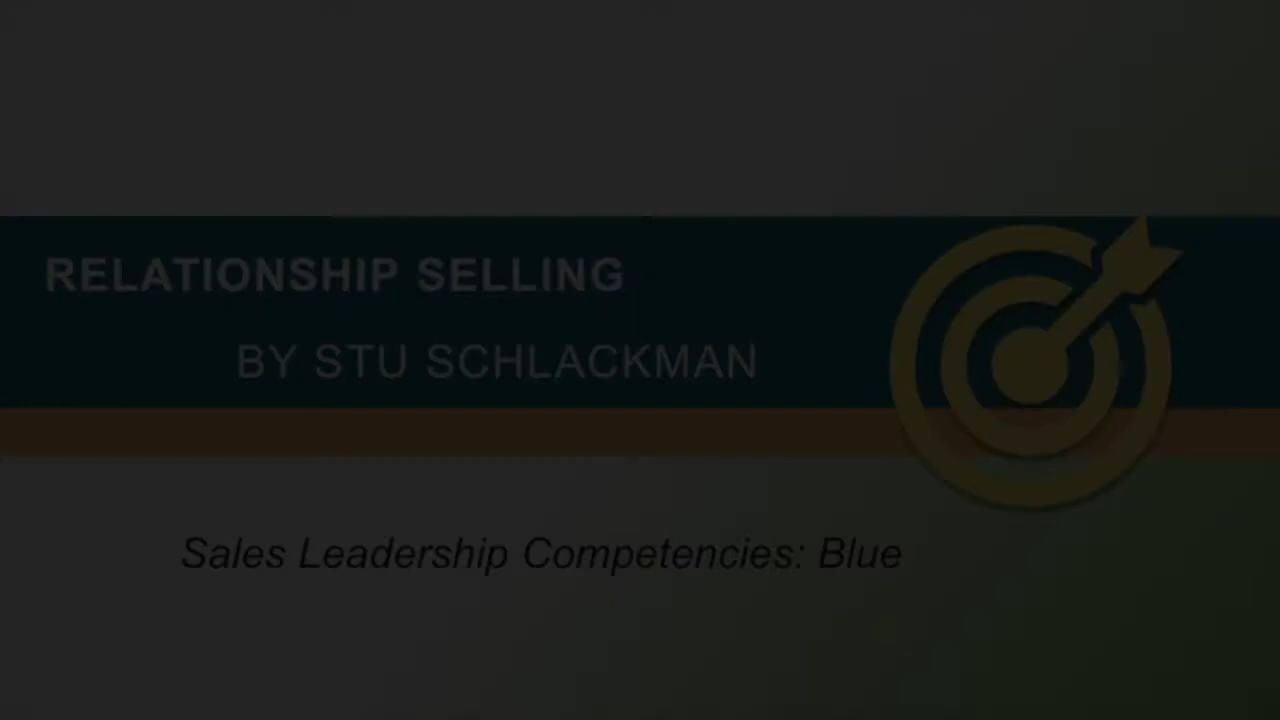 RELATIONSHIP SELLING
BY STU SCHLACKMAN
Sales Leadership Competencies: Blue